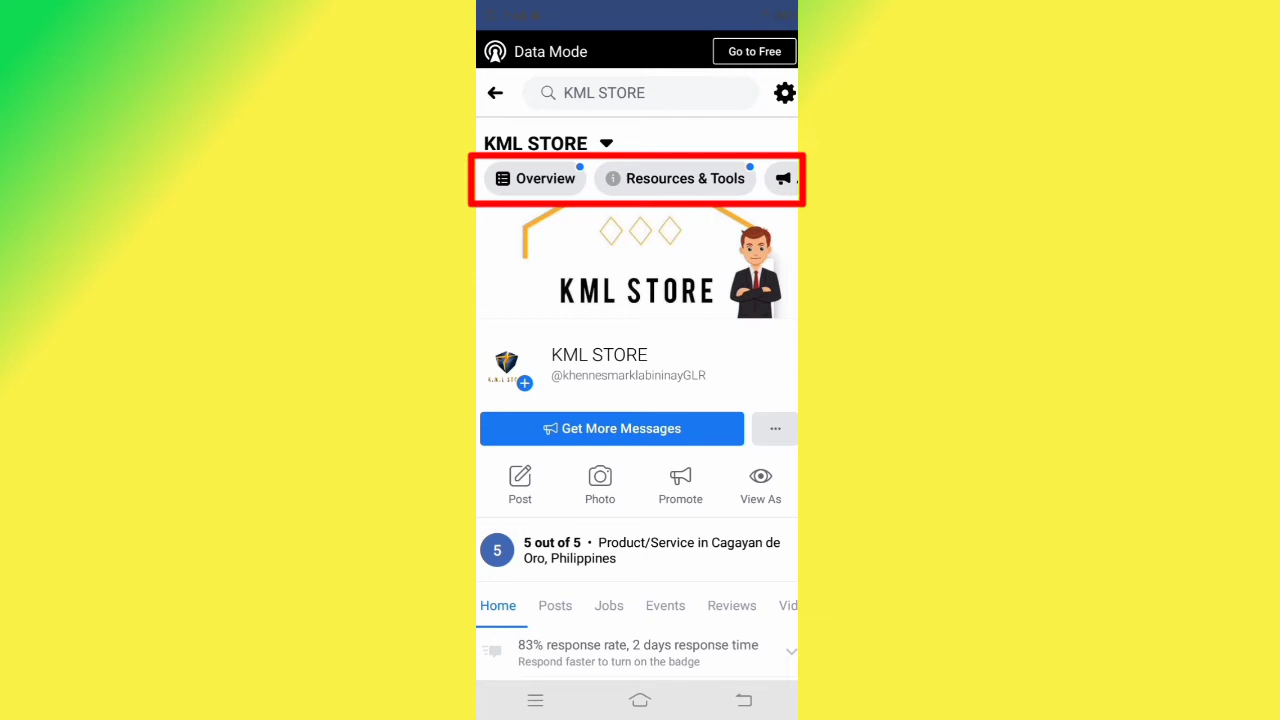 Data Mode
Go to Free
KML STORE
KML STORE
Overview
Resources & Tools
KML STORE
KML STORE
@khennesmarklabininayGLR
Get More Messages
Post
Photo
Promote
View As
5
5 out of 5 · Product/Service in Cagayan de
Oro, Philippines
Home
Posts
Jobs
Events
Reviews
Vid
83% response rate, 2 days response time
Respond faster to turn on the badge